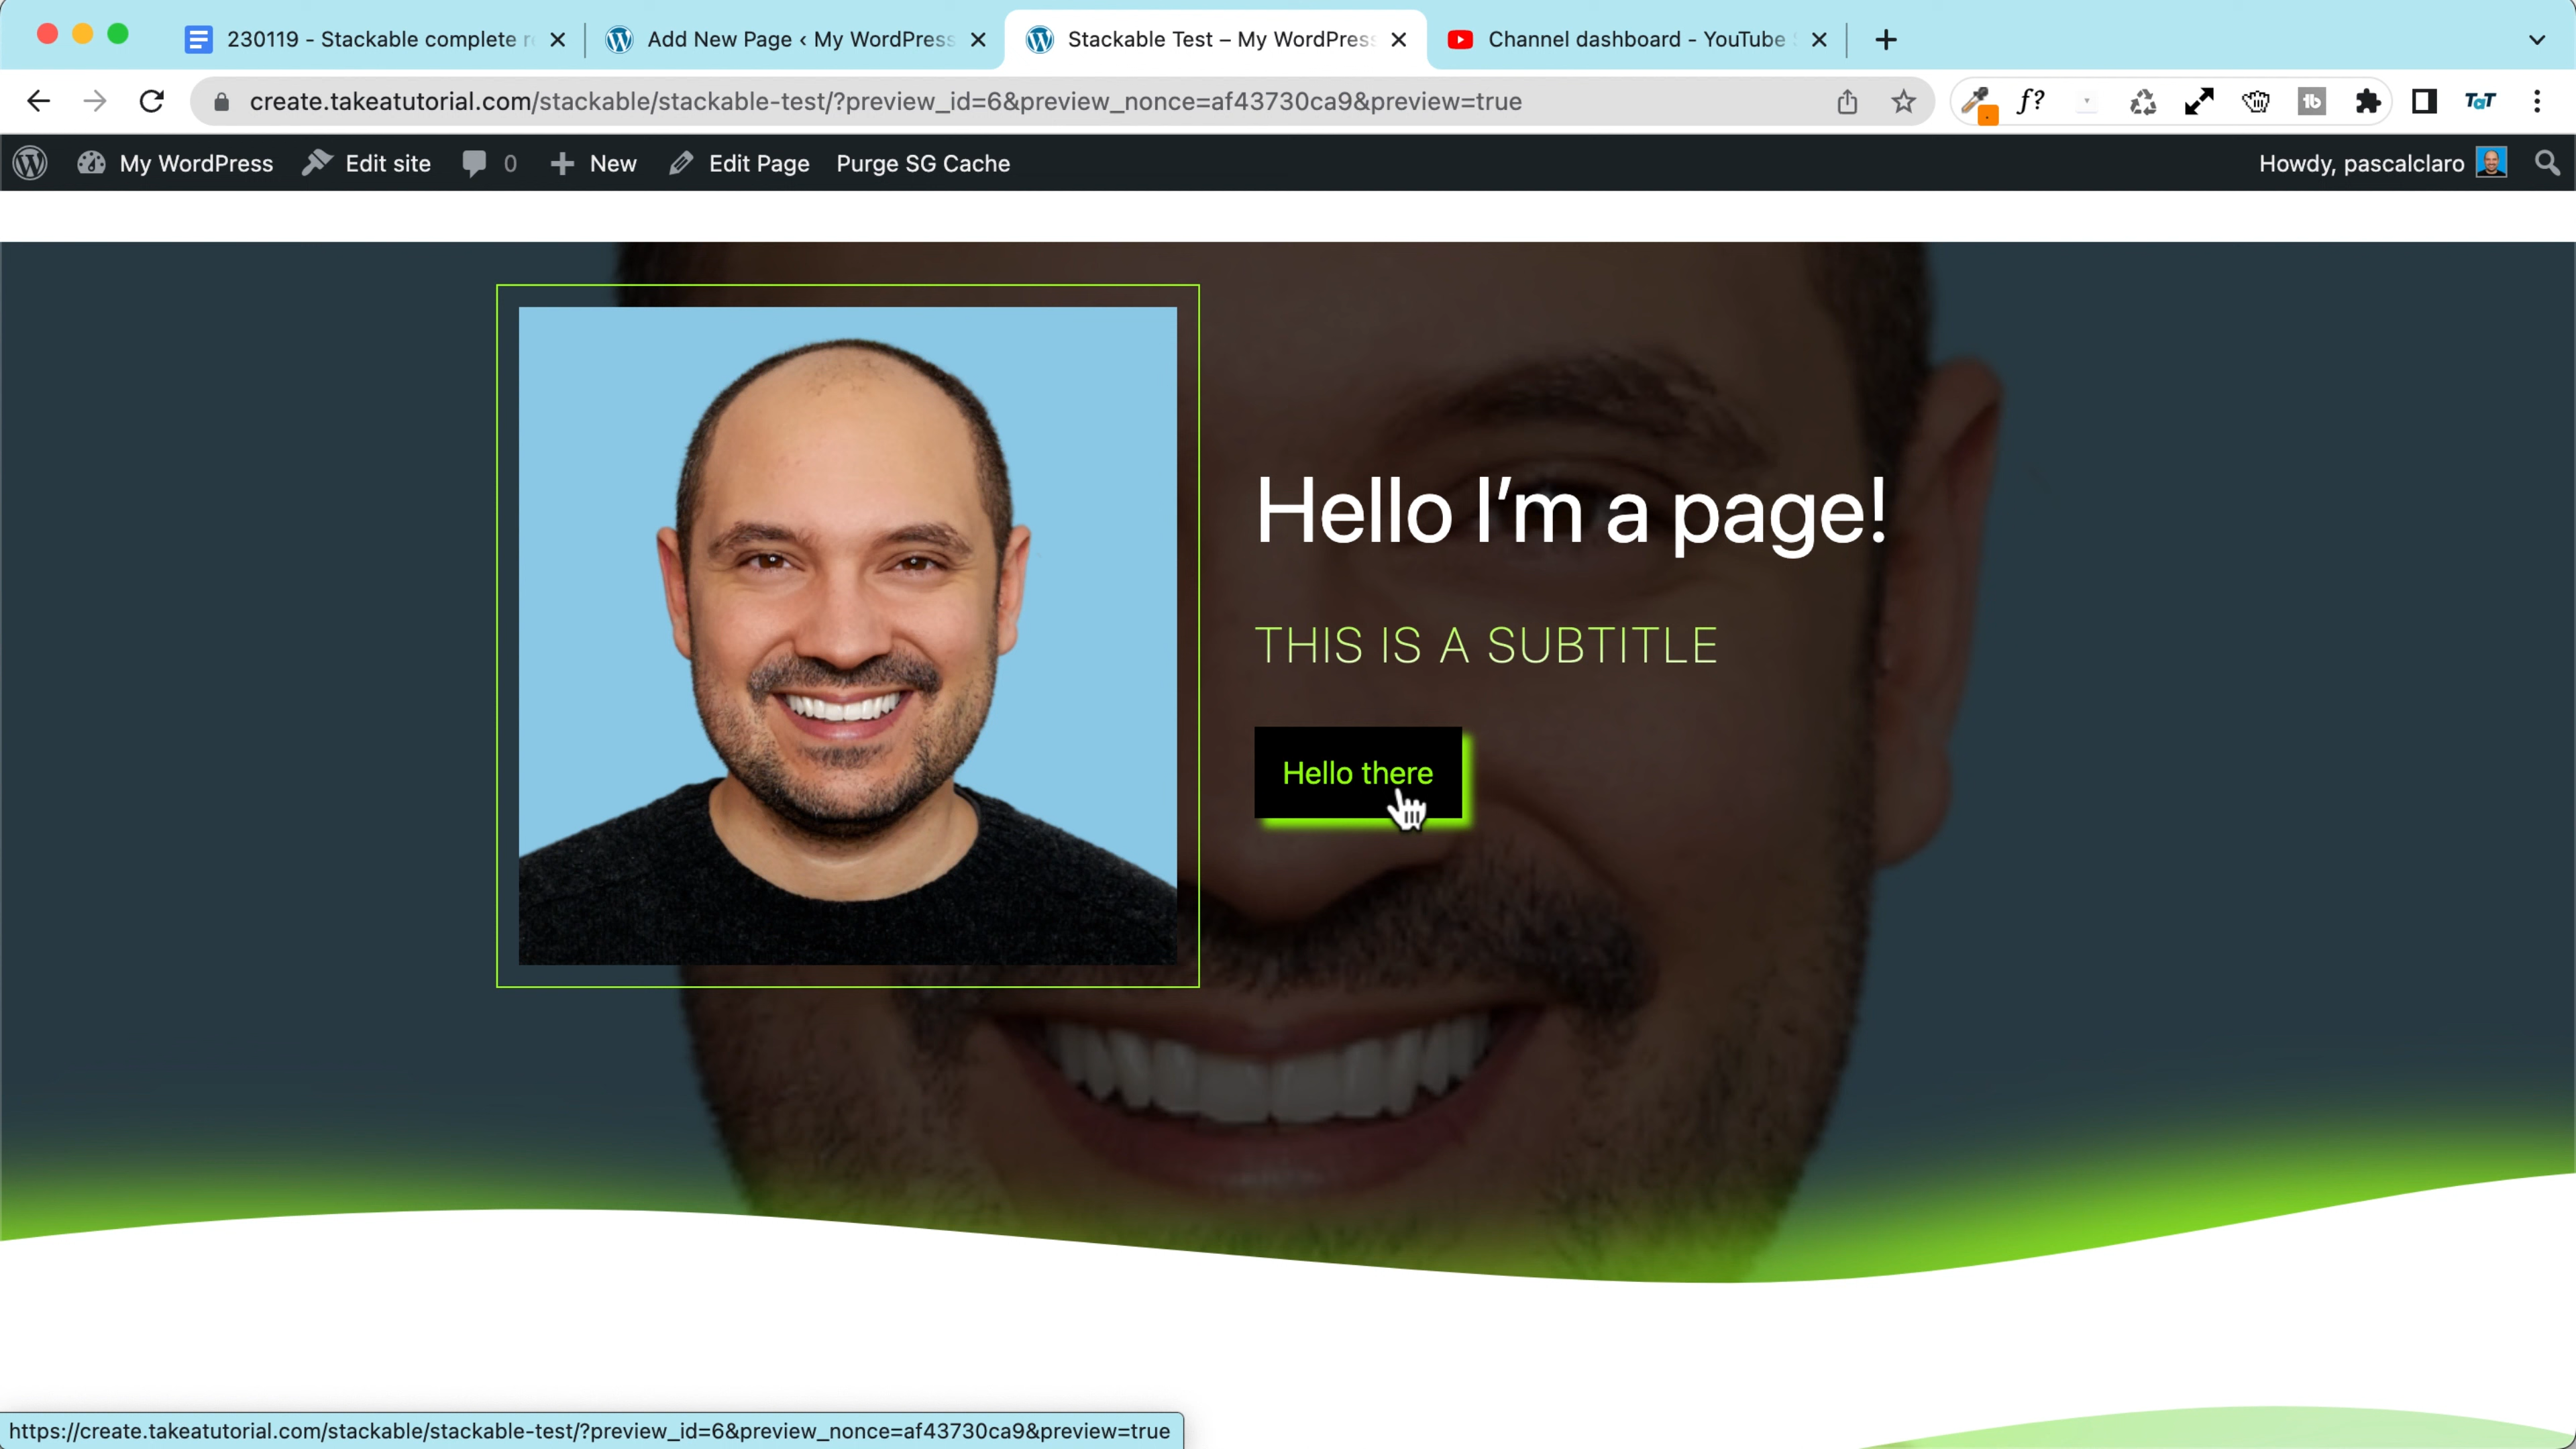 230119 - Stackable complete r
Add New Page ‹ My WordPress
Stackable Test – My WordPress
Channel dashboard - YouTube
create.takeatutorial.com/stackable/stackable-test/?preview_id=6&preview_nonce=af43730ca9&preview=true
f?
tb
TaT
My WordPress
Edit site
0
New
Edit Page
Purge SG Cache
Howdy, pascalclaro
Hello I’m a page!
THIS IS A SUBTITLE
Hello there
https://create.takeatutorial.com/stackable/stackable-test/?preview_id=6&preview_nonce=af43730ca9&preview=true